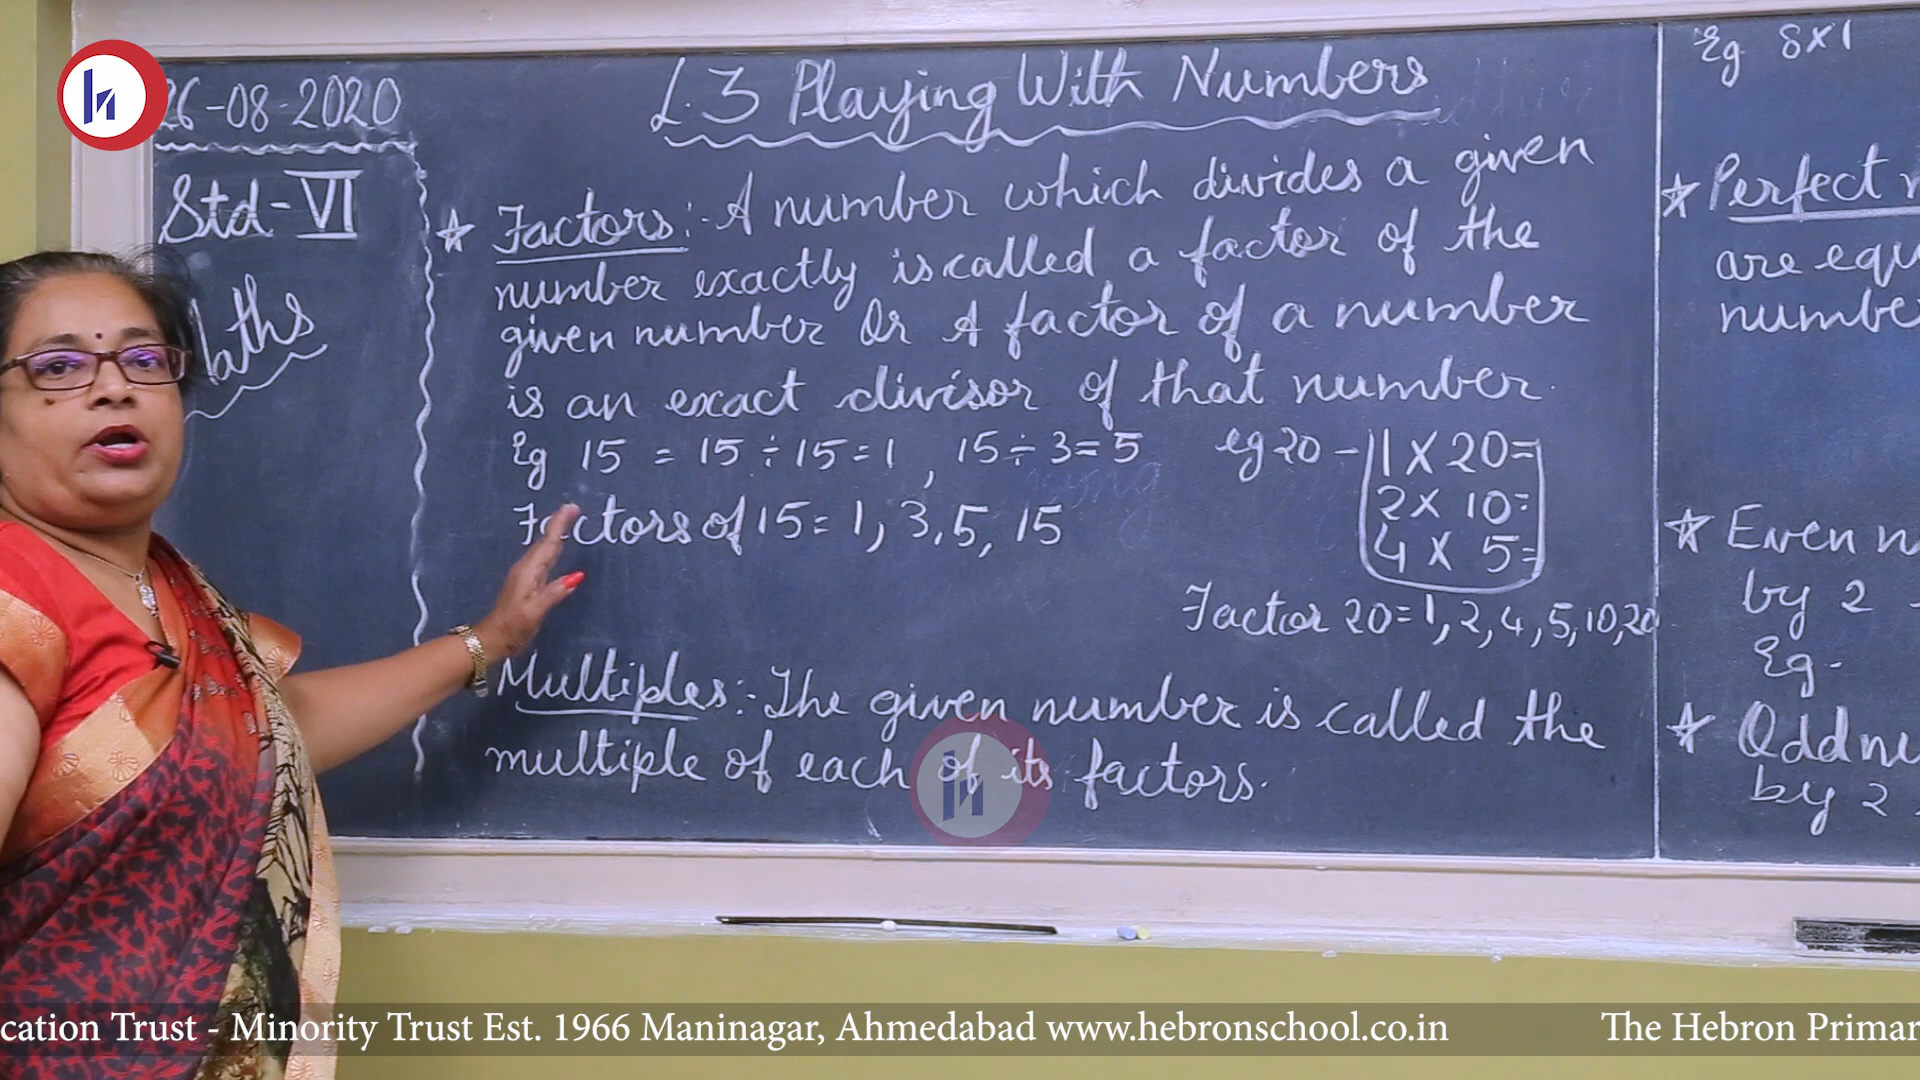 26-08-2020
Std-VI
Maths
L.3 Playing With Numbers
Factors:- A number which divides a given
number exactly is called a factor of the
given number Or A factor of a number
is an exact divisor of that number.
Eg 15 = 15 ÷ 15 = 1, 15 ÷ 3 = 5
Factors of 15 = 1, 3, 5, 15
eg 20 - 1 X 20 =
2 X 10 =
4 X 5 =
Factor 20 = 1, 2, 4, 5, 10, 20
Multiples:- The given number is called the
multiple of each of its factors.
Eg 8 X 1
Perfect n
are equ
number
Even n
by 2 -
Eg-
Odd nu
by 2
cation Trust - Minority Trust Est. 1966 Maninagar, Ahmedabad www.hebronschool.co.in The Hebron Primar